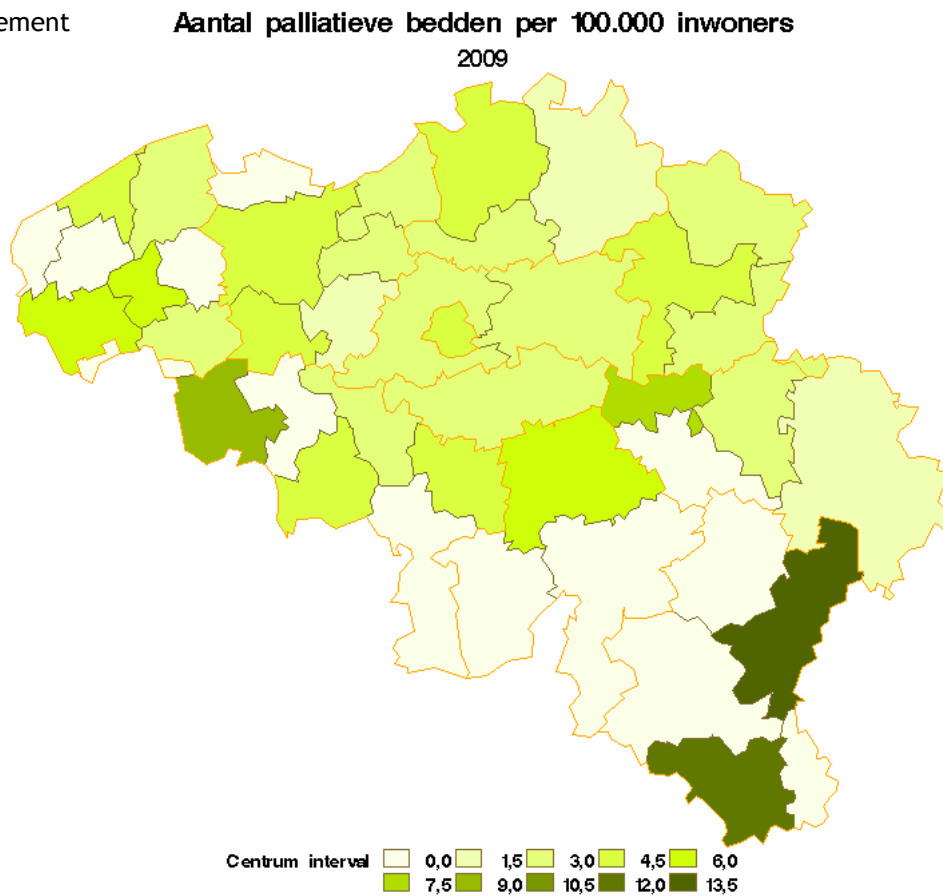 ement
Aantal palliatieve bedden per 100.000 inwoners
2009
Centrum interval 0,0 1,5 3,0 4,5 6,0
7,5 9,0 10,5 12,0 13,5